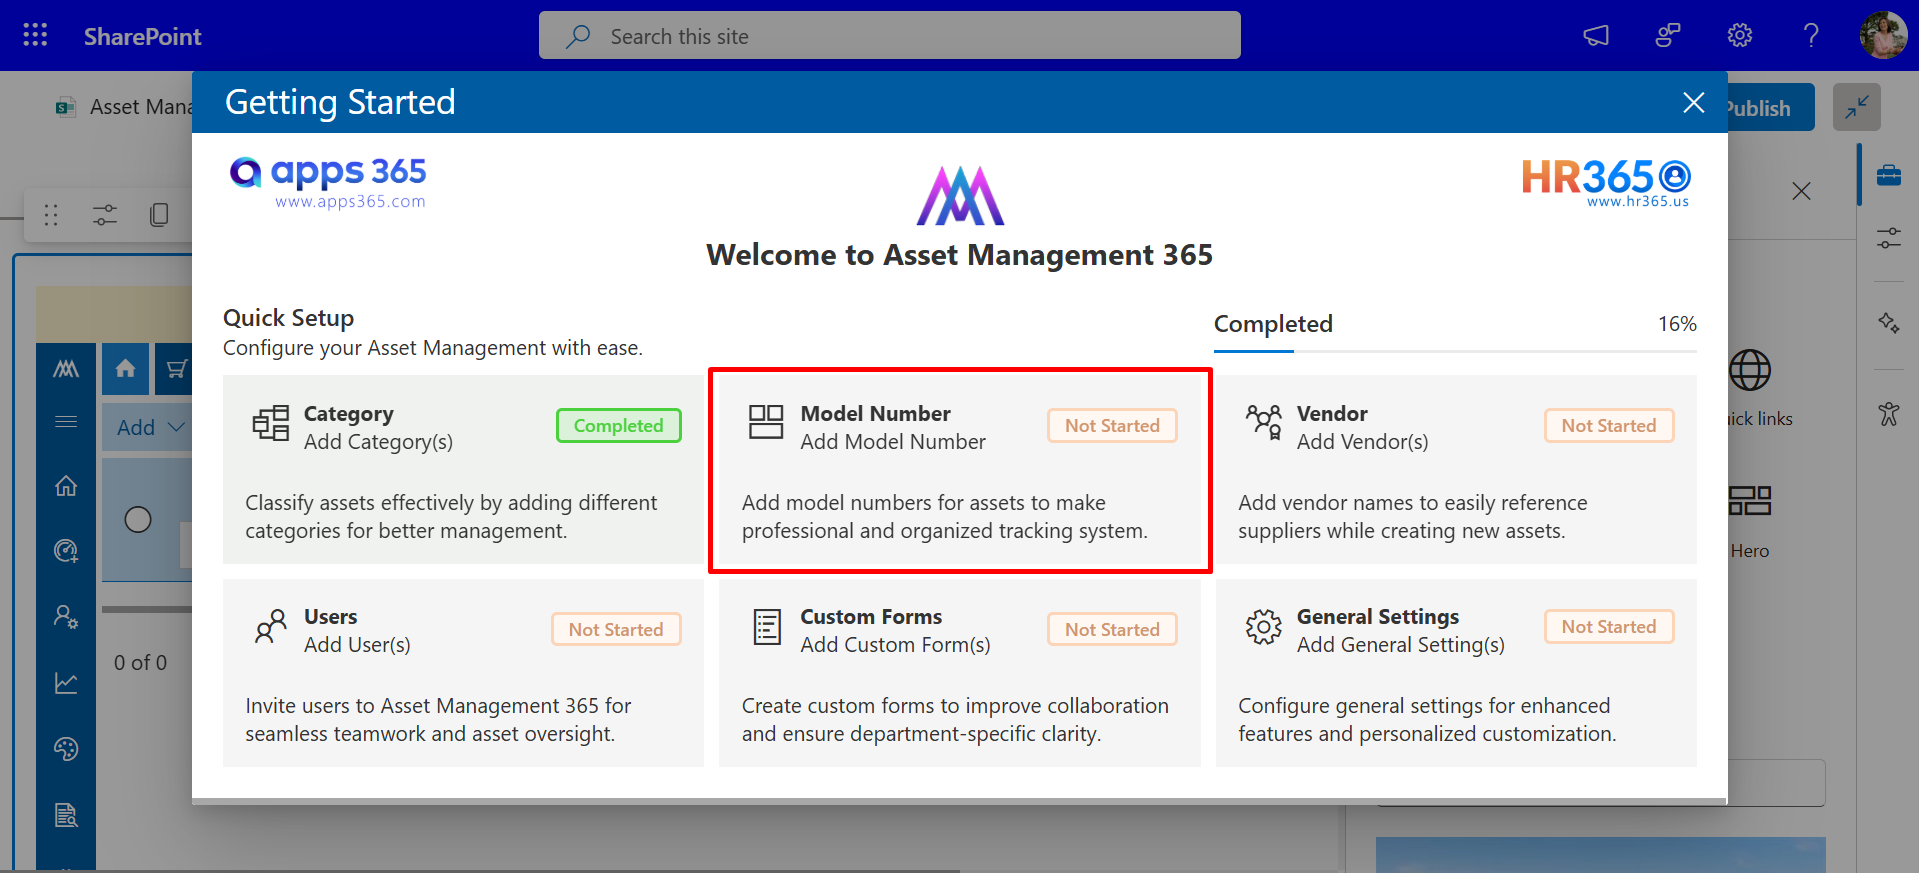 SharePoint
Search this site
Asset Mana
Getting Started
Publish
apps 365
www.apps365.com
HR365
www.hr365.us
Welcome to Asset Management 365
Quick Setup
Configure your Asset Management with ease.
Completed 16%
Category
Add Category(s)
Completed
Classify assets effectively by adding different
categories for better management.
Model Number
Add Model Number
Not Started
Add model numbers for assets to make
professional and organized tracking system.
Vendor
Add Vendor(s)
Not Started
Add vendor names to easily reference
suppliers while creating new assets.
Users
Add User(s)
Not Started
Invite users to Asset Management 365 for
seamless teamwork and asset oversight.
Custom Forms
Add Custom Form(s)
Not Started
Create custom forms to improve collaboration
and ensure department-specific clarity.
General Settings
Add General Setting(s)
Not Started
Configure general settings for enhanced
features and personalized customization.
Add
0 of 0
ick links
Hero